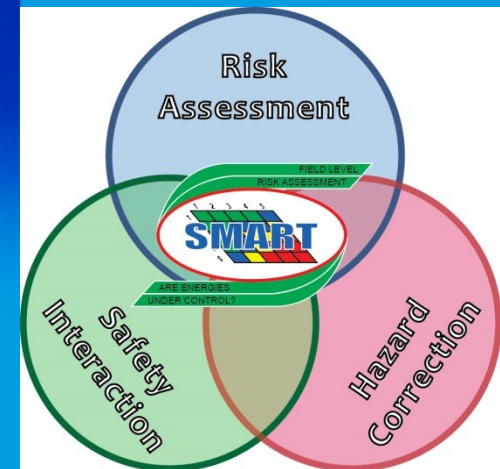 Risk
Assessment
FIELD LEVEL
RISK ASSESSMENT
1 2 3 4 5
SMART
ARE ENERGIES
UNDER CONTROL?
Safety
Interaction
Hazard
Correction